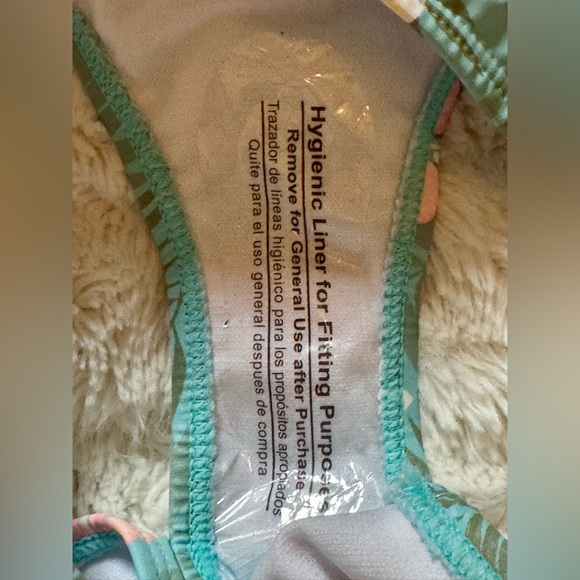 Hygienic Liner for Fitting Purposes
Remove for General Use after Purchase
Trazador de líneas higiénico para los propósitos apropiados
Quite para el uso general despues de compra